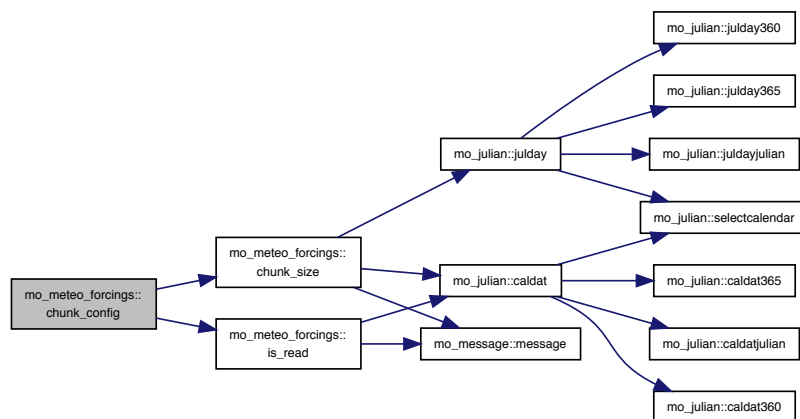 mo_meteo_forcings::
chunk_config
mo_meteo_forcings::
chunk_size
mo_meteo_forcings::
is_read
mo_julian::julday
mo_julian::caldat
mo_message::message
mo_julian::julday360
mo_julian::julday365
mo_julian::juldayjulian
mo_julian::selectcalendar
mo_julian::caldat365
mo_julian::caldatjulian
mo_julian::caldat360